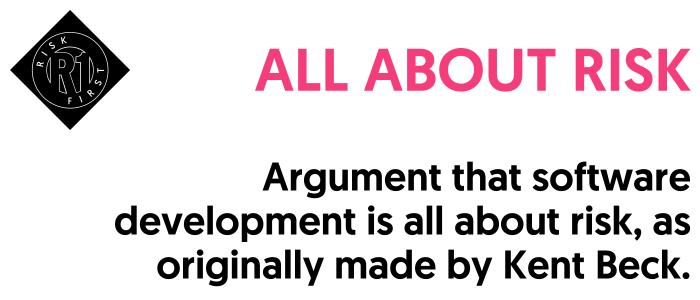 RISK
R1
FIRST
ALL ABOUT RISK
Argument that software
development is all about risk, as
originally made by Kent Beck.